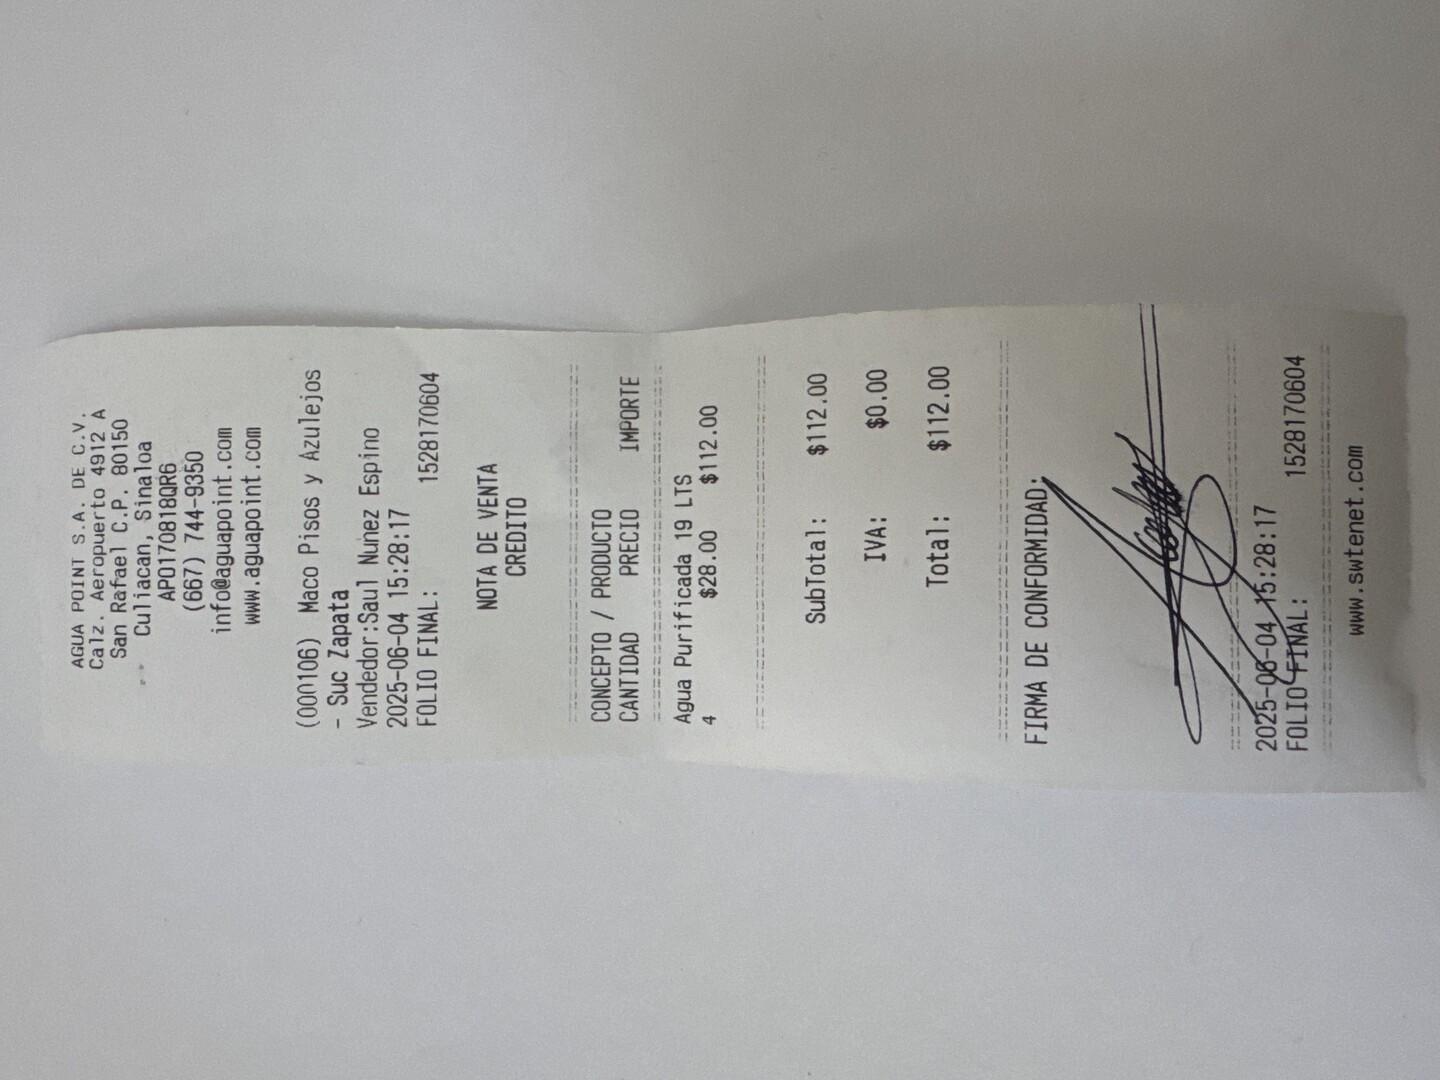 AGUA POINT S.A. DE C.V.
Calz. Aeropuerto 4912 A
San Rafael C.P. 80150
Culiacan, Sinaloa
APO170818QR6
(667) 744-9350
info@aguapoint.com
www.aguapoint.com
(000106) Maco Pisos y Azulejos
- Suc Zapata
Vendedor:Saul Nunez Espino
2025-06-04 15:28:17
FOLIO FINAL: 1528170604
NOTA DE VENTA
CREDITO
CONCEPTO / PRODUCTO
CANTIDAD PRECIO IMPORTE
Agua Purificada 19 LTS
4 $28.00 $112.00
SubTotal: $112.00
IVA: $0.00
Total: $112.00
FIRMA DE CONFORMIDAD:
2025-06-04 15:28:17
FOLIO FINAL: 1528170604
www.swtenet.com